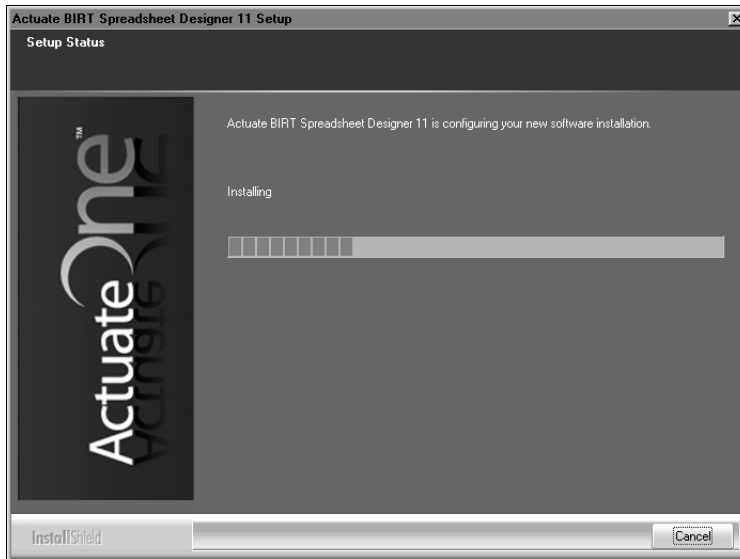 Actuate BIRT Spreadsheet Designer 11 Setup
Setup Status
Actuate BIRT Spreadsheet Designer 11 is configuring your new software installation.
Installing
ActuateOne™
InstallShield
Cancel